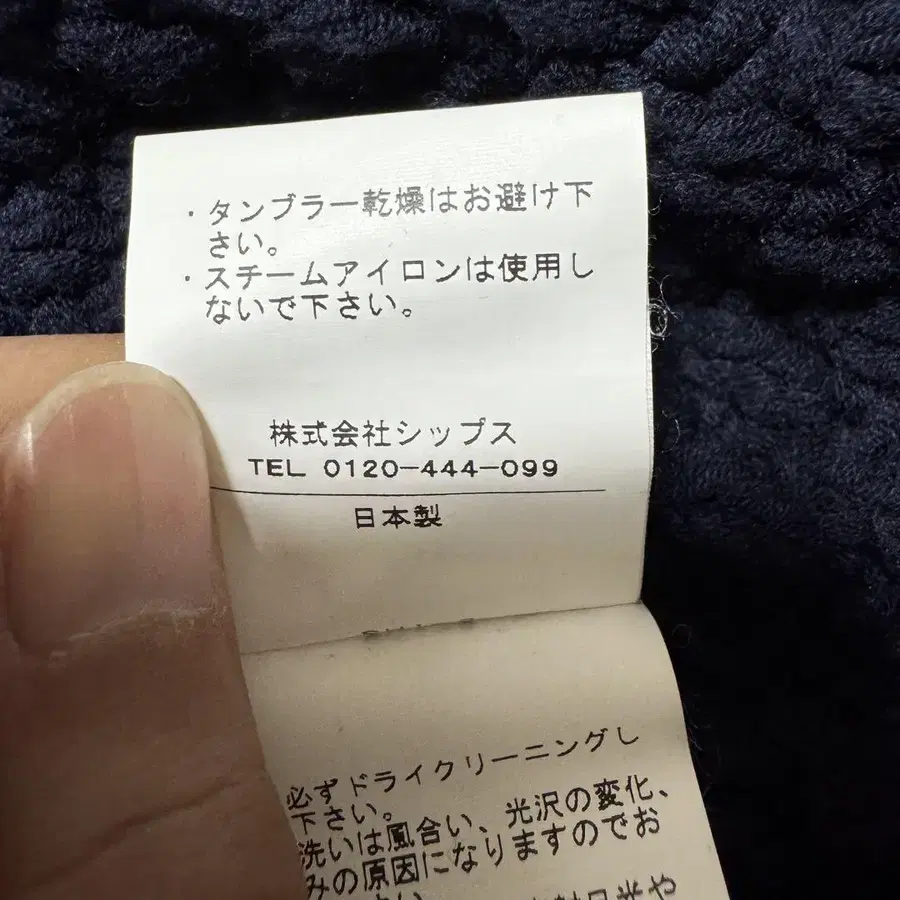 ・タンブラー乾燥はお避け下
さい。
・スチームアイロンは使用し
ないで下さい。
株式会社シップス
TEL 0120-444-099
日本製
必ずドライクリーニングし
下さい。
洗いは風合い、光沢の変化、
みの原因になりますのでお